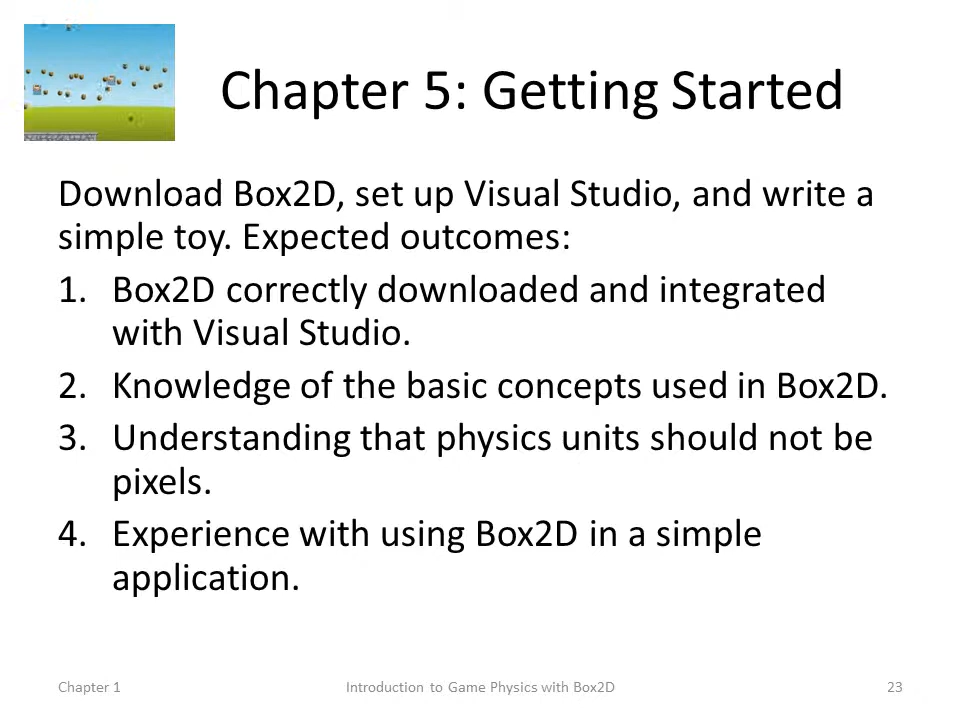 Chapter 5: Getting Started
Download Box2D, set up Visual Studio, and write a
simple toy. Expected outcomes:
1. Box2D correctly downloaded and integrated
with Visual Studio.
2. Knowledge of the basic concepts used in Box2D.
3. Understanding that physics units should not be
pixels.
4. Experience with using Box2D in a simple
application.
Chapter 1
Introduction to Game Physics with Box2D
23